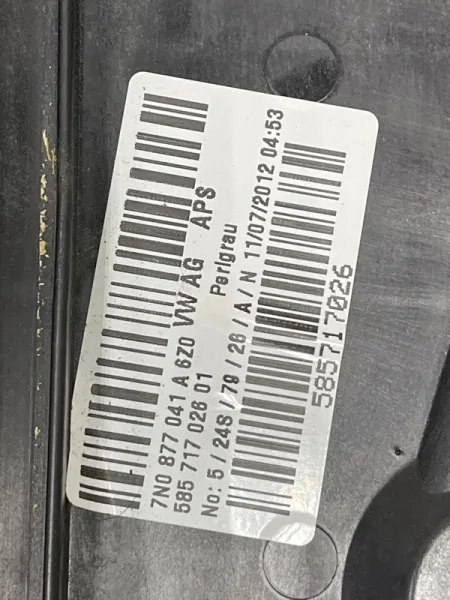 7N0 877 041 A 6Z0 VW AG APS
585 717 026 01 Perlgrau
No: 5 / 24S / 79 / 26 / A / N 11/07/2012 04:53
585717026